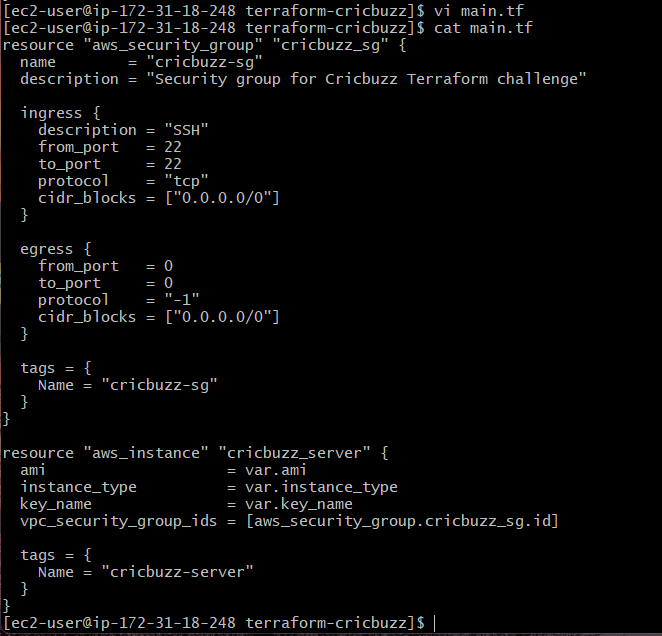 [ec2-user@ip-172-31-18-248 terraform-cricbuzz]$ vi main.tf
[ec2-user@ip-172-31-18-248 terraform-cricbuzz]$ cat main.tf
resource "aws_security_group" "cricbuzz_sg" {
  name        = "cricbuzz-sg"
  description = "Security group for Cricbuzz Terraform challenge"

  ingress {
    description = "SSH"
    from_port   = 22
    to_port     = 22
    protocol    = "tcp"
    cidr_blocks = ["0.0.0.0/0"]
  }

  egress {
    from_port   = 0
    to_port     = 0
    protocol    = "-1"
    cidr_blocks = ["0.0.0.0/0"]
  }

  tags = {
    Name = "cricbuzz-sg"
  }
}

resource "aws_instance" "cricbuzz_server" {
  ami                    = var.ami
  instance_type          = var.instance_type
  key_name               = var.key_name
  vpc_security_group_ids = [aws_security_group.cricbuzz_sg.id]

  tags = {
    Name = "cricbuzz-server"
  }
}
[ec2-user@ip-172-31-18-248 terraform-cricbuzz]$